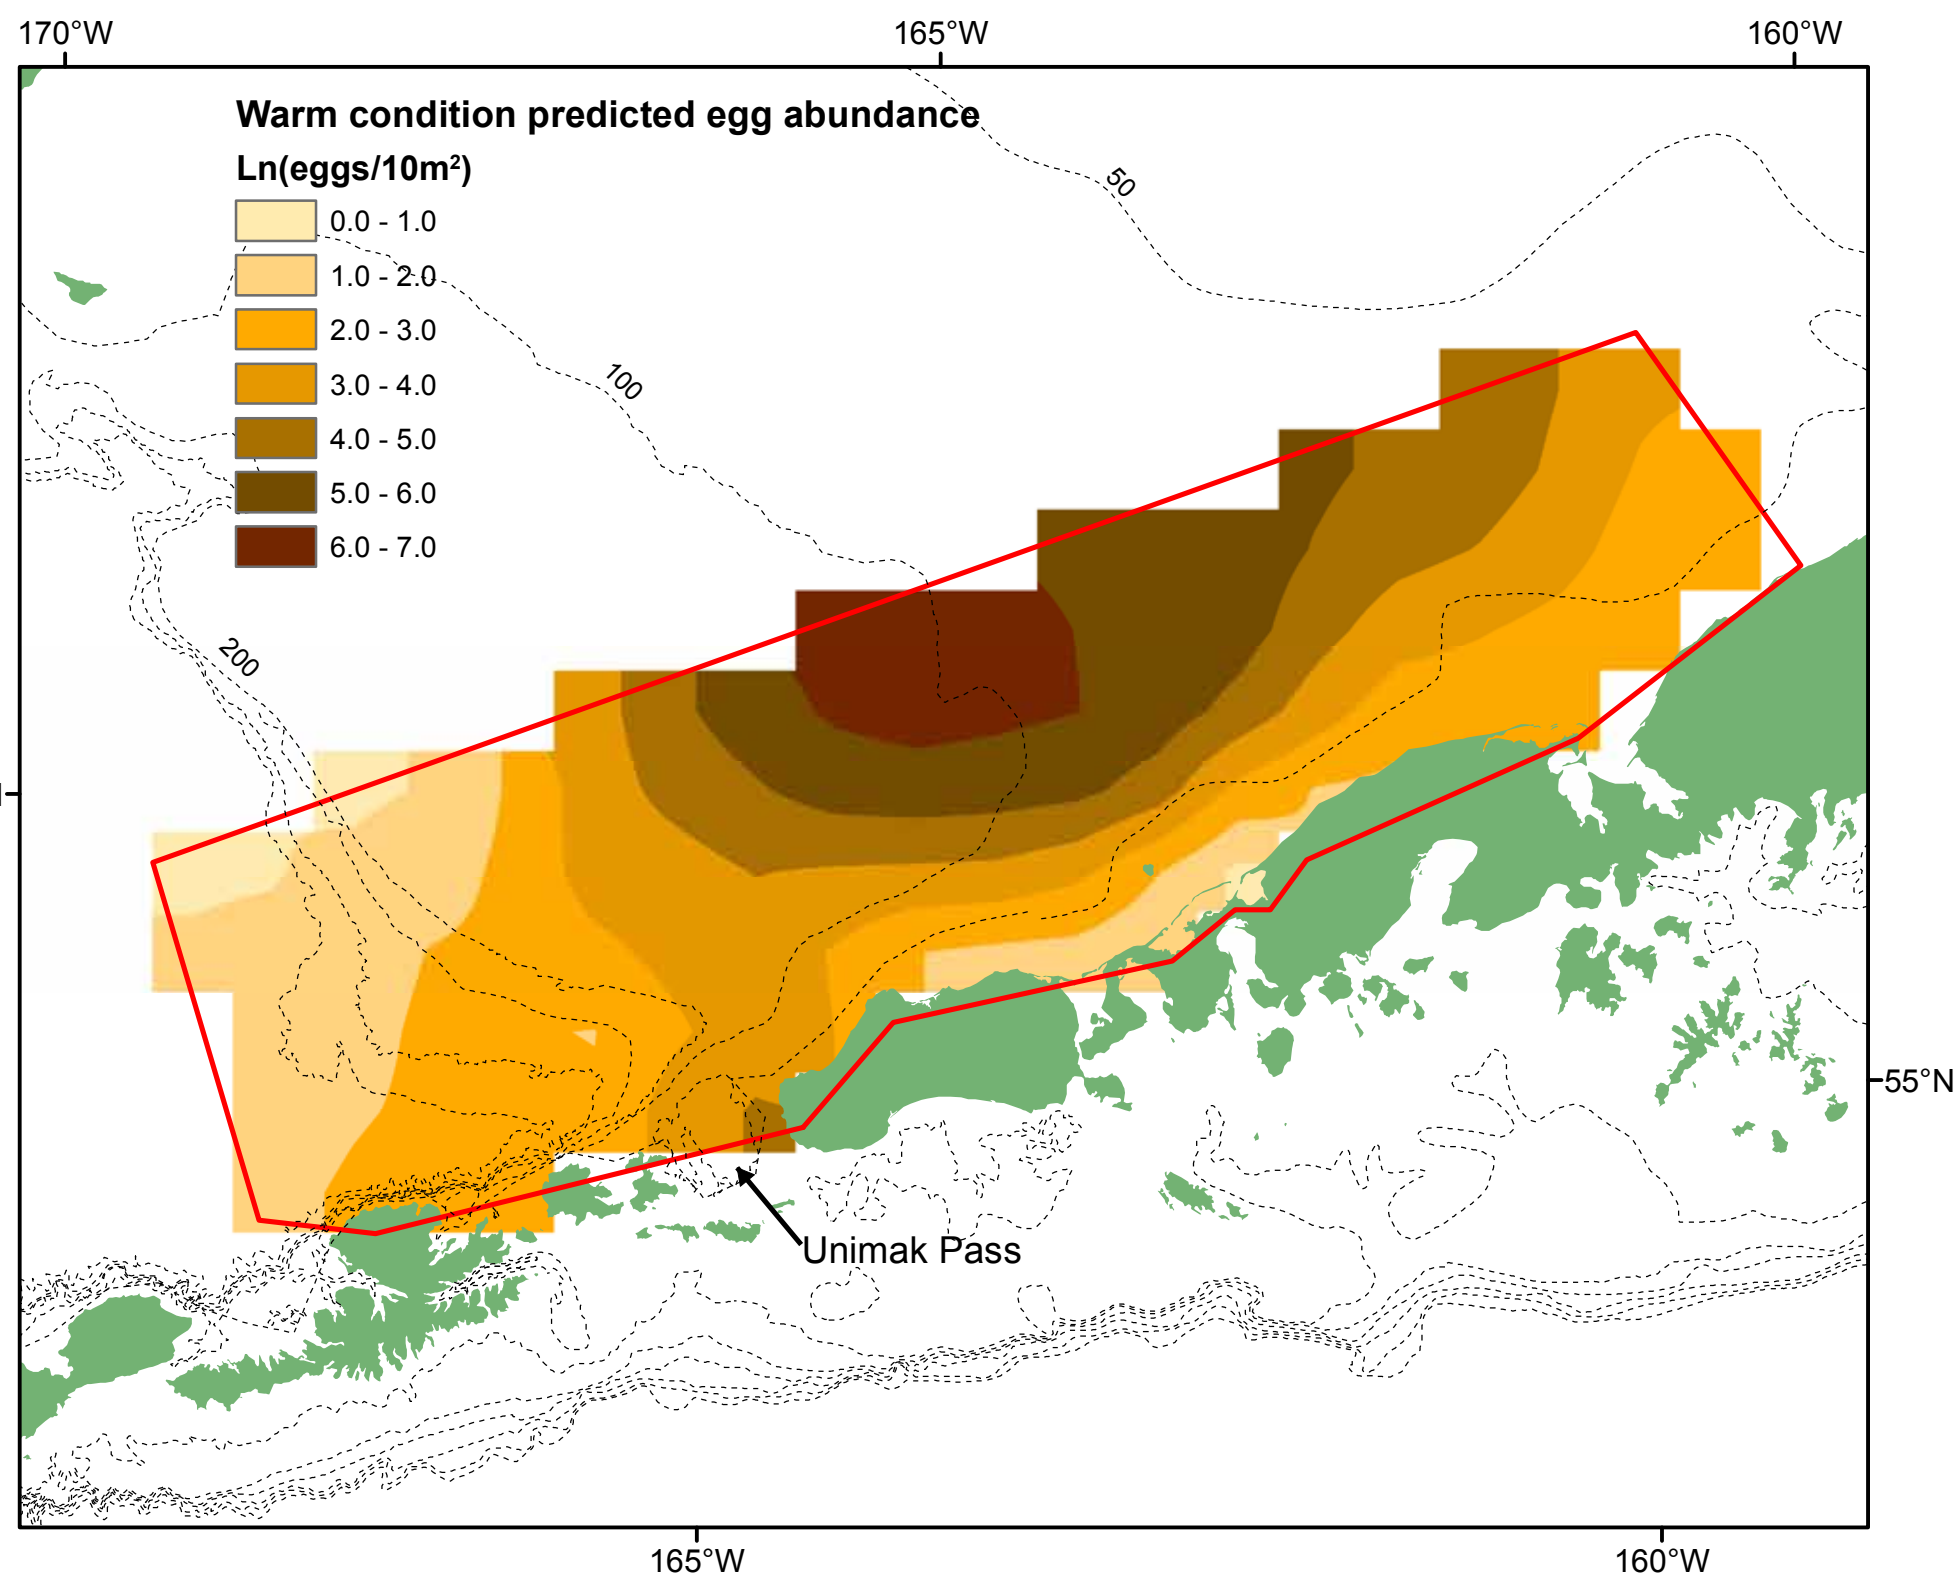 170°W
165°W
160°W
Warm condition predicted egg abundance
Ln(eggs/10m²)
0.0 - 1.0
1.0 - 2.0
2.0 - 3.0
3.0 - 4.0
4.0 - 5.0
5.0 - 6.0
6.0 - 7.0
50
100
200
55°N
Unimak Pass
165°W
160°W